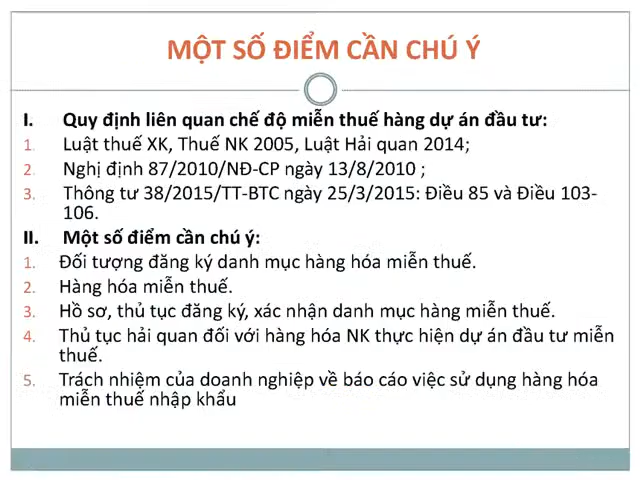 MỘT SỐ ĐIỂM CẦN CHÚ Ý
I. Quy định liên quan chế độ miễn thuế hàng dự án đầu tư:
1. Luật thuế XK, Thuế NK 2005, Luật Hải quan 2014;
2. Nghị định 87/2010/NĐ-CP ngày 13/8/2010 ;
3. Thông tư 38/2015/TT-BTC ngày 25/3/2015: Điều 85 và Điều 103-
106.
II. Một số điểm cần chú ý:
1. Đối tượng đăng ký danh mục hàng hóa miễn thuế.
2. Hàng hóa miễn thuế.
3. Hồ sơ, thủ tục đăng ký, xác nhận danh mục hàng miễn thuế.
4. Thủ tục hải quan đối với hàng hóa NK thực hiện dự án đầu tư miễn
thuế.
5. Trách nhiệm của doanh nghiệp về báo cáo việc sử dụng hàng hóa
miễn thuế nhập khẩu